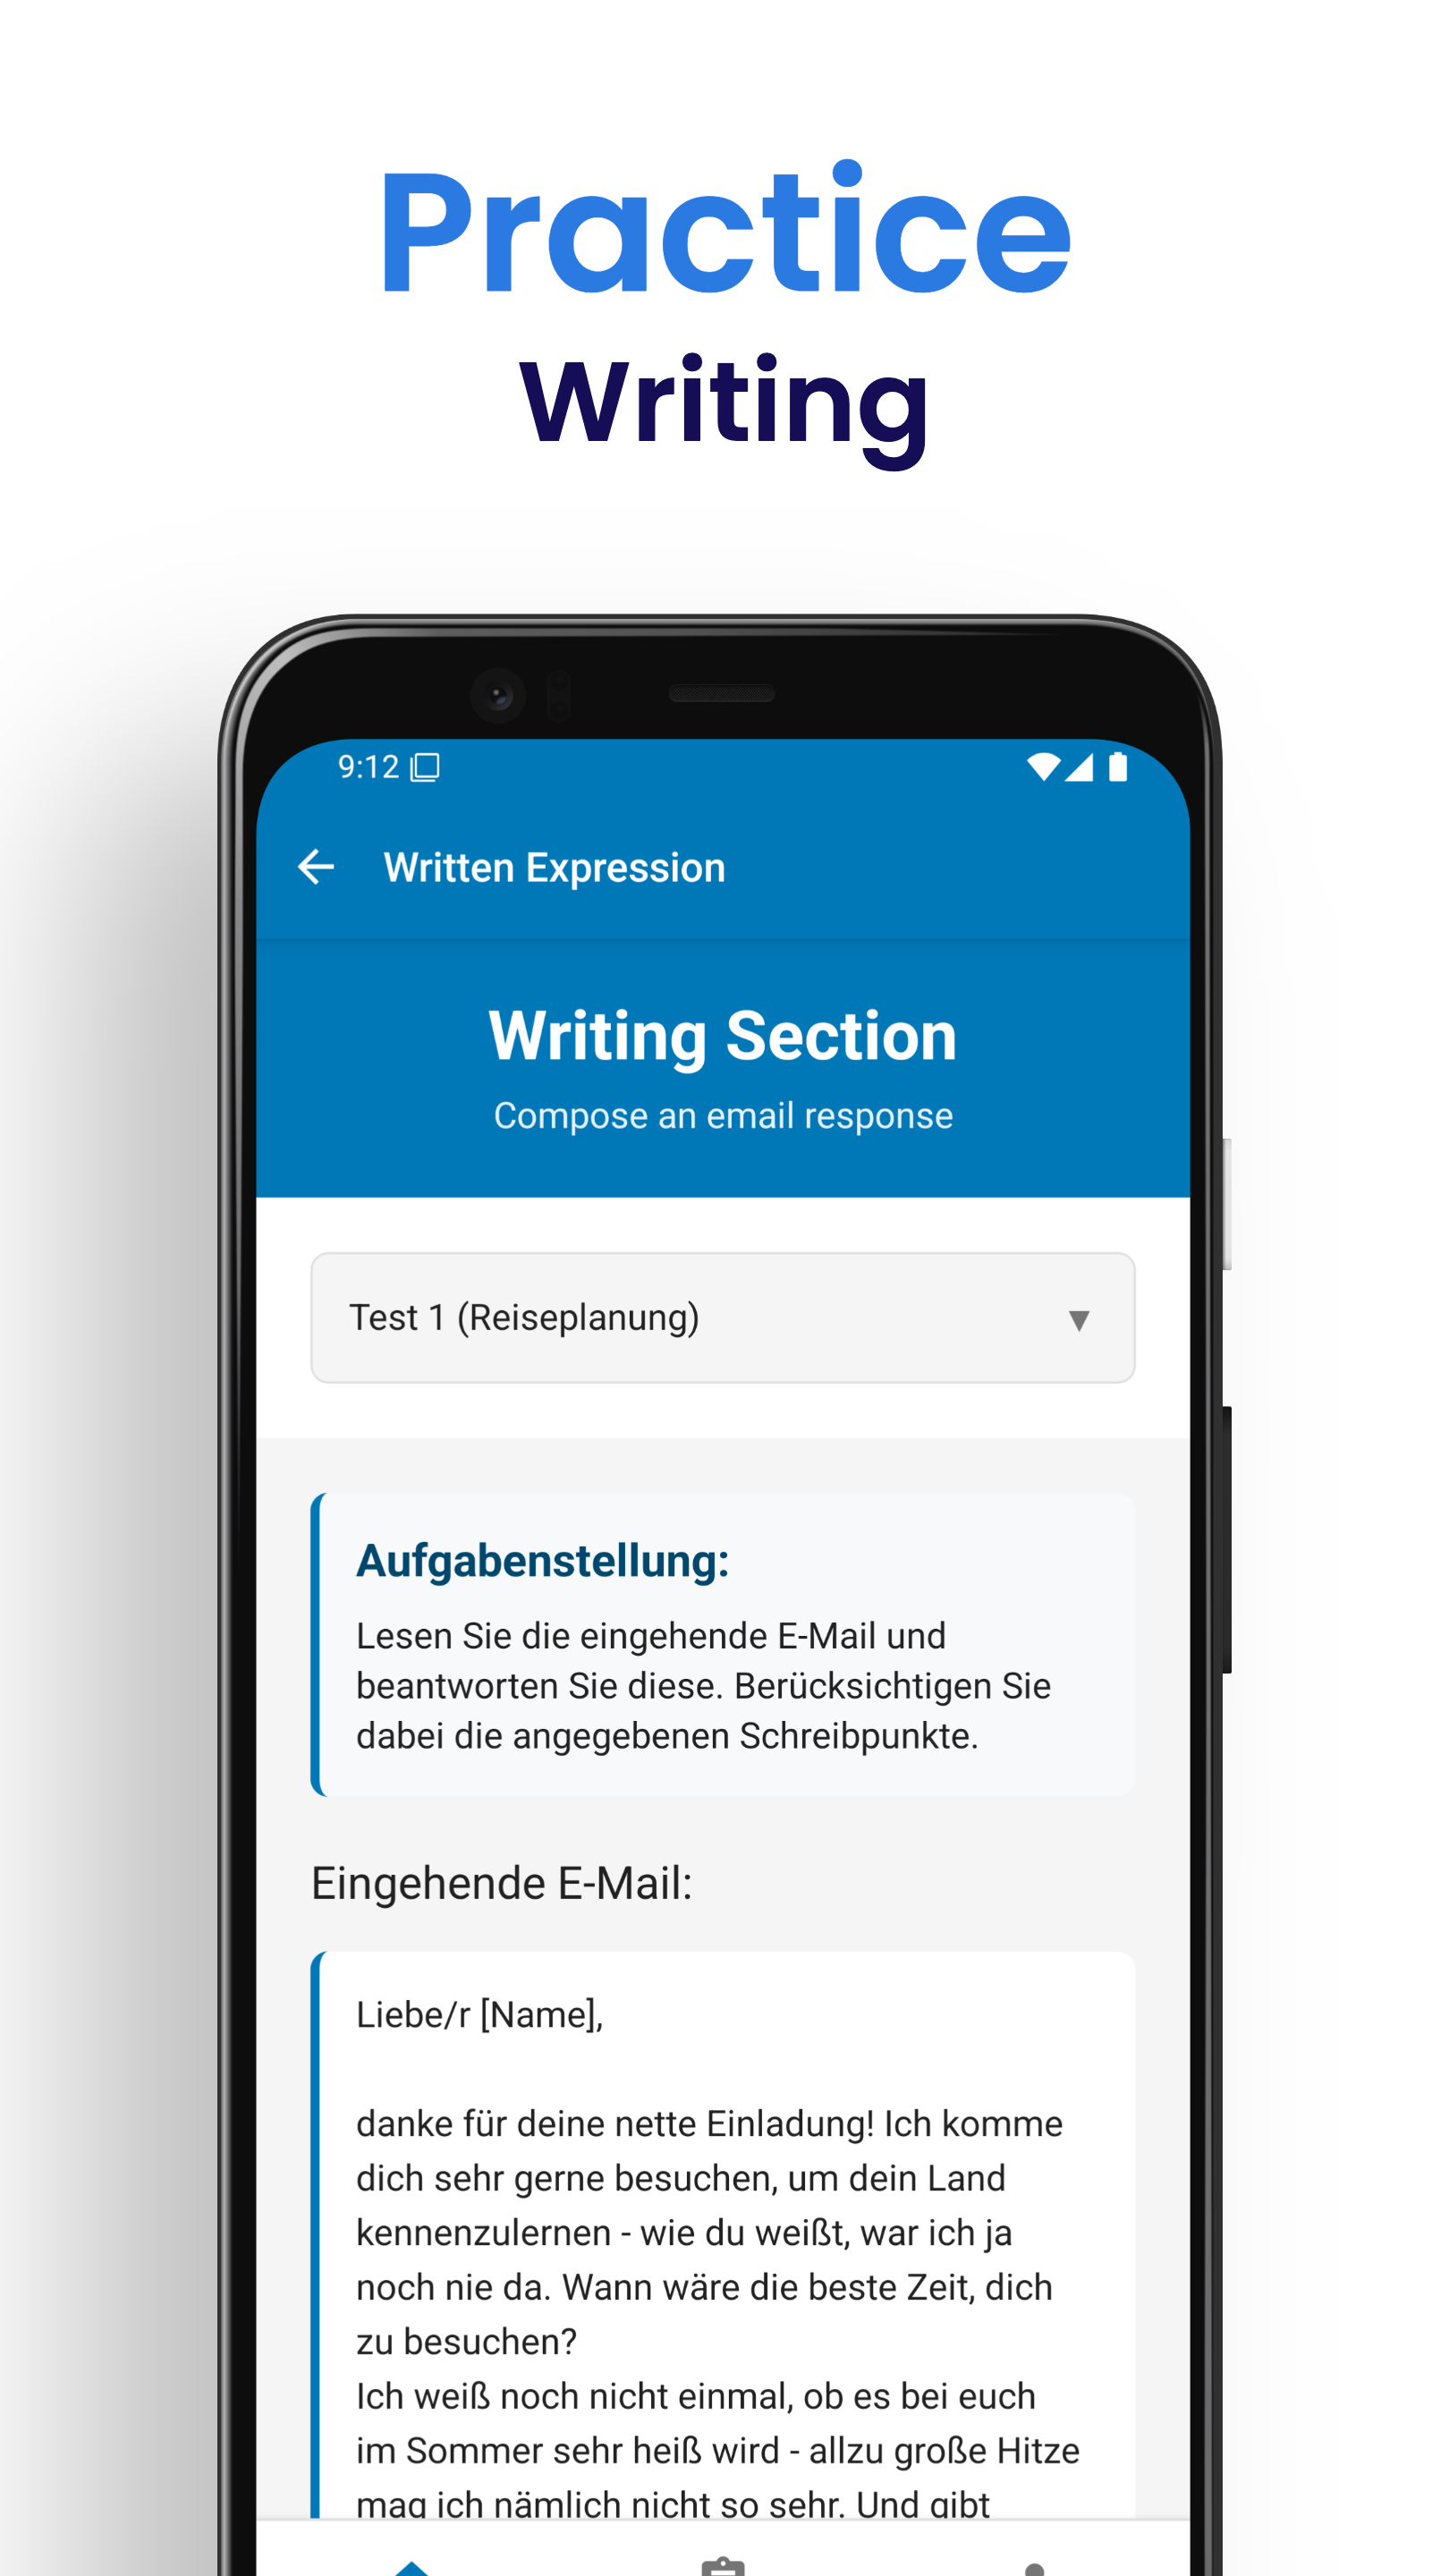 Practice
Writing
9:12
Written Expression
Writing Section
Compose an email response
Test 1 (Reiseplanung)
Aufgabenstellung:
Lesen Sie die eingehende E-Mail und
beantworten Sie diese. Berücksichtigen Sie
dabei die angegebenen Schreibpunkte.
Eingehende E-Mail:
Liebe/r [Name],
danke für deine nette Einladung! Ich komme
dich sehr gerne besuchen, um dein Land
kennenzulernen - wie du weißt, war ich ja
noch nie da. Wann wäre die beste Zeit, dich
zu besuchen?
Ich weiß noch nicht einmal, ob es bei euch
im Sommer sehr heiß wird - allzu große Hitze
mag ich nämlich nicht so sehr. Und gibt